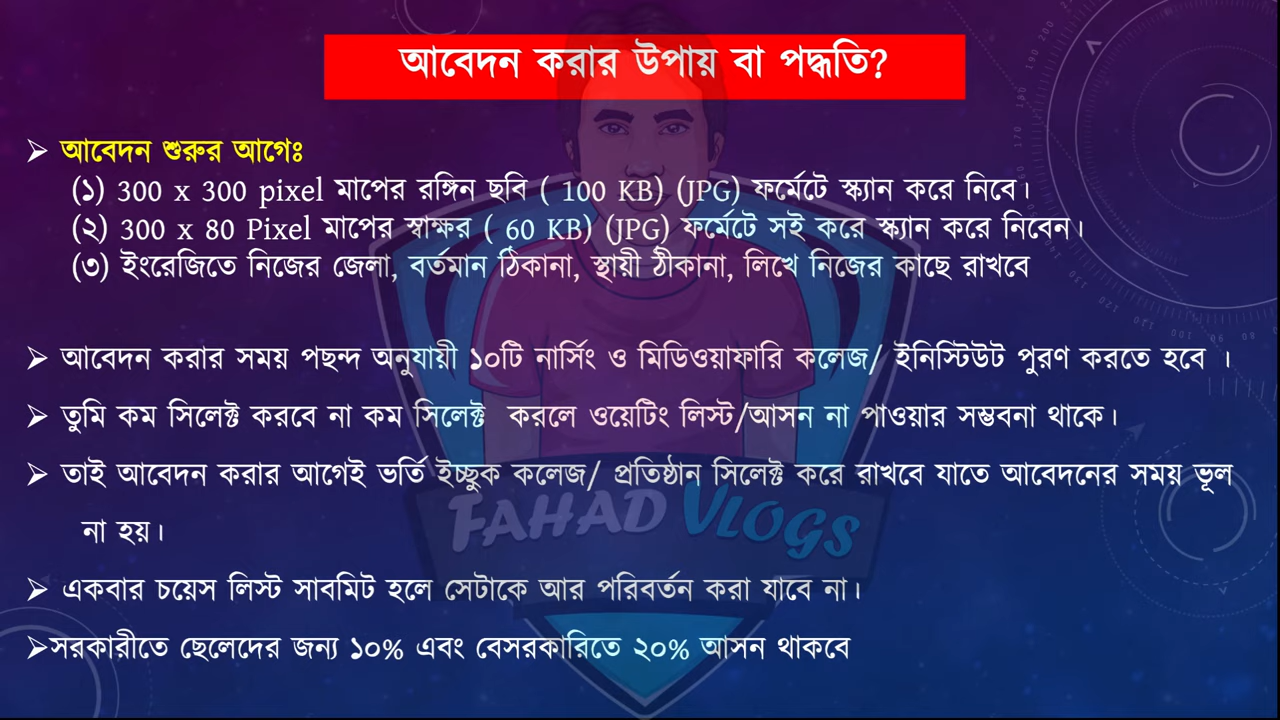 আবেদন করার উপায় বা পদ্ধতি?
➢ আবেদন শুরুর আগেঃ
(১) 300 x 300 pixel মাপের রঙ্গিন ছবি ( 100 KB) (JPG) ফর্মেটে স্ক্যান করে নিবে।
(২) 300 x 80 Pixel মাপের স্বাক্ষর ( 60 KB) (JPG) ফর্মেটে সই করে স্ক্যান করে নিবেন।
(৩) ইংরেজিতে নিজের জেলা, বর্তমান ঠিকানা, স্থায়ী ঠীকানা, লিখে নিজের কাছে রাখবে
➢ আবেদন করার সময় পছন্দ অনুযায়ী ১০টি নার্সিং ও মিডিওয়াফারি কলেজ/ ইনিস্টিউট পুরণ করতে হবে ।
➢ তুমি কম সিলেক্ট করবে না কম সিলেক্ট করলে ওয়েটিং লিস্ট/আসন না পাওয়ার সম্ভবনা থাকে।
➢ তাই আবেদন করার আগেই ভর্তি ইচ্ছুক কলেজ/ প্রতিষ্ঠান সিলেক্ট করে রাখবে যাতে আবেদনের সময় ভূল
না হয়।
FAHAD VLOGS
➢ একবার চয়েস লিস্ট সাবমিট হলে সেটাকে আর পরিবর্তন করা যাবে না।
➢সরকারীতে ছেলেদের জন্য ১০% এবং বেসরকারিতে ২০% আসন থাকবে